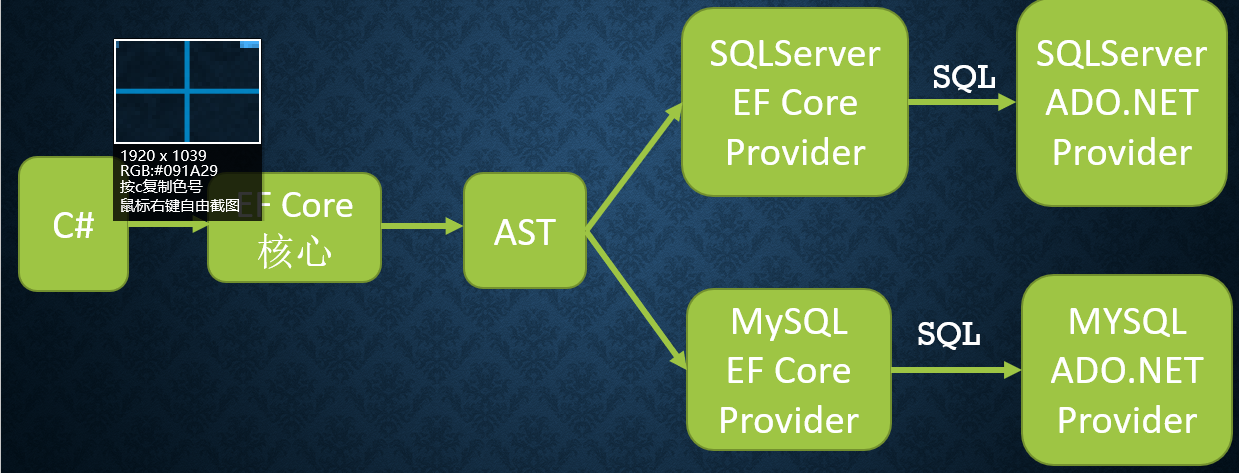 C#
1920 x 1039
RGB:#091A29
按c复制色号
鼠标右键自由截图
EF Core
核心
AST
SQLServer
EF Core
Provider
SQL
SQLServer
ADO.NET
Provider
MySQL
EF Core
Provider
SQL
MYSQL
ADO.NET
Provider